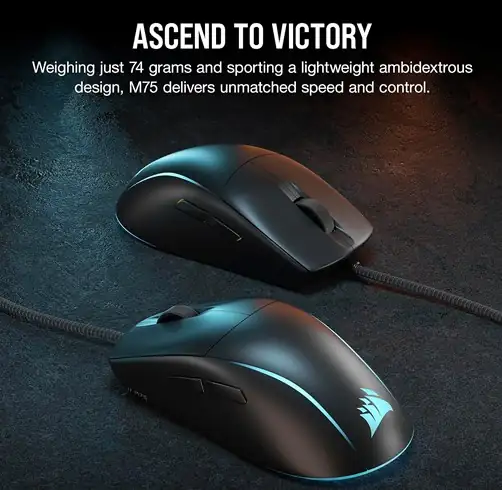 ASCEND TO VICTORY
Weighing just 74 grams and sporting a lightweight ambidextrous
design, M75 delivers unmatched speed and control.